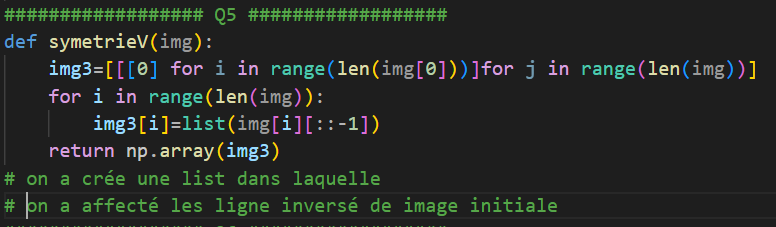 ################# Q5 ##################
def symetrieV(img):
    img3=[[[0] for i in range(len(img[0]))]for j in range(len(img))]
    for i in range(len(img)):
        img3[i]=list(img[i][::-1])
    return np.array(img3)
# on a crée une list dans laquelle
# on a affecté les ligne inversé de image initiale